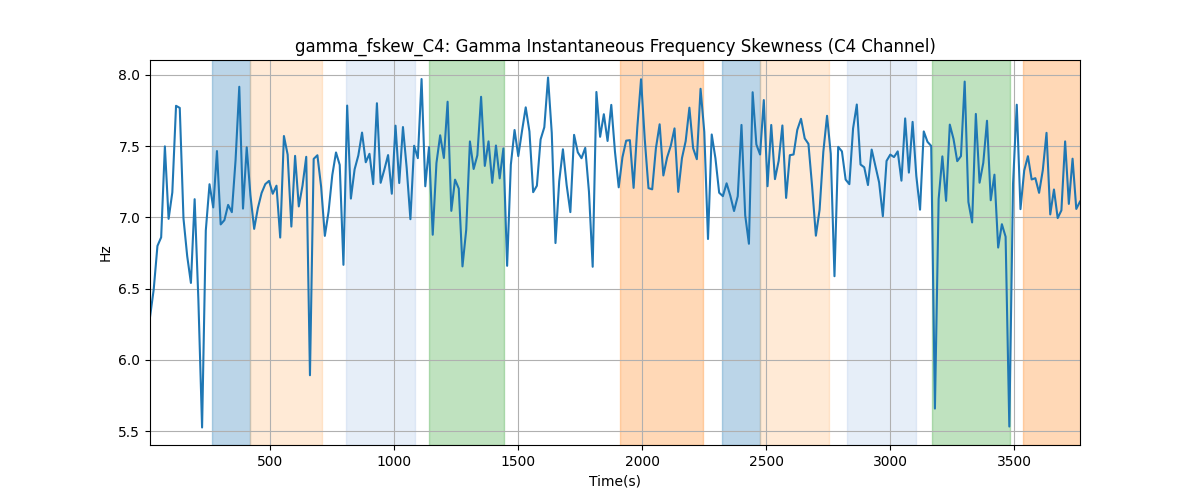 gamma_fskew_C4: Gamma Instantaneous Frequency Skewness (C4 Channel)
8.0
7.5
7.0
6.5
6.0
5.5
Hz
500 1000 1500 2000 2500 3000 3500
Time(s)